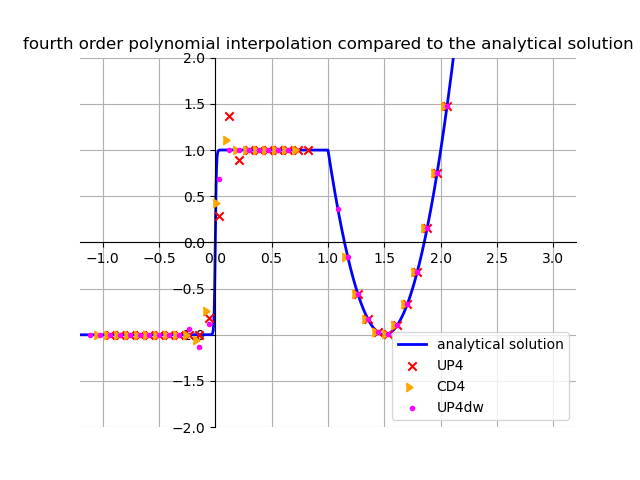 fourth order polynomial interpolation compared to the analytical solution
2.0
1.5
1.0
0.5
0.0
−0.5
−1.5
−2.0
−1.0 −0.5 0.0 0.5 1.0 1.5 2.0 2.5 3.0
analytical solution
UP4
CD4
UP4dw